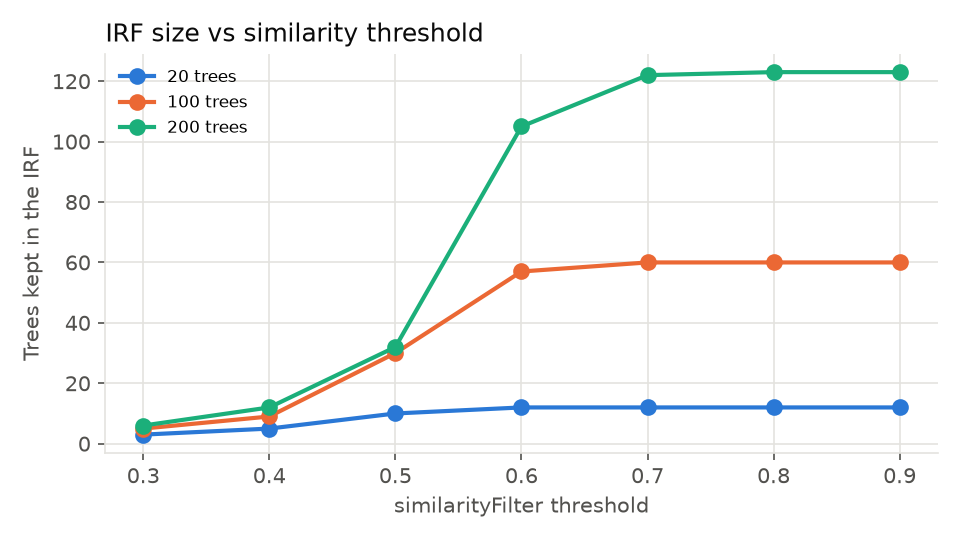 IRF size vs similarity threshold
20 trees
100 trees
200 trees
Trees kept in the IRF
120
100
80
60
40
20
0
0.3 0.4 0.5 0.6 0.7 0.8 0.9
similarityFilter threshold